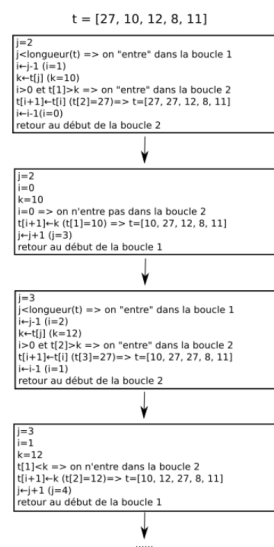 t = [27, 10, 12, 8, 11]
j=2
j<longueur(t) => on "entre" dans la boucle 1
i←j-1 (i=1)
k←t[j] (k=10)
i>0 et t[1]>k => on "entre" dans la boucle 2
t[i+1]←t[i] (t[2]=27)=> t=[27, 27, 12, 8, 11]
i←i-1(i=0)
retour au début de la boucle 2
j=2
i=0
k=10
i=0 => on n'entre pas dans la boucle 2
t[i+1]←k (t[1]=10) => t=[10, 27, 12, 8, 11]
j←j+1 (j=3)
retour au début de la boucle 1
j=3
j<longueur(t) => on "entre" dans la boucle 1
i←j-1 (i=2)
k←t[j] (k=12)
i>0 et t[2]>k => on "entre" dans la boucle 2
t[i+1]←t[i] (t[3]=27)=> t=[10, 27, 27, 8, 11]
i←i-1 (i=1)
retour au début de la boucle 2
j=3
i=1
k=12
t[1]<k => on n'entre dans la boucle 2
t[i+1]←k (t[2]=12)=> t=[10, 12, 27, 8, 11]
j←j+1 (j=4)
retour au début de la boucle 1
......